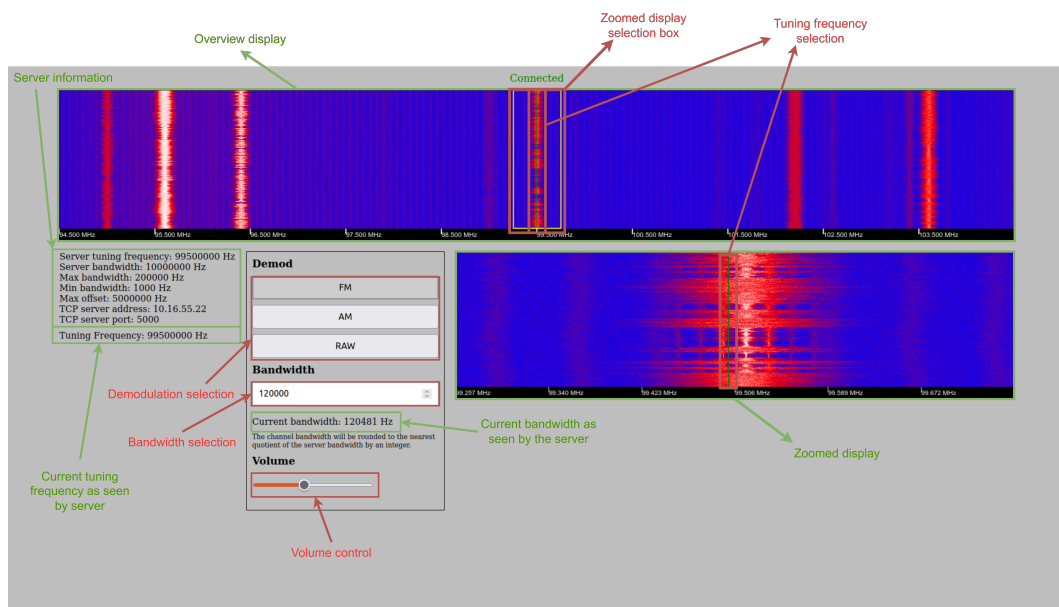 Zoomed display
selection box
Tuning frequency
selection
Overview display
Server information
Connected
94.500 MHz
95.500 MHz
96.500 MHz
97.500 MHz
98.500 MHz
99.500 MHz
100.500 MHz
101.500 MHz
102.500 MHz
103.500 MHz
Server tuning frequency: 99500000 Hz
Server bandwidth: 10000000 Hz
Max bandwidth: 200000 Hz
Min bandwidth: 1000 Hz
Max offset: 5000000 Hz
TCP server address: 10.16.55.22
TCP server port: 5000
Tuning Frequency: 99500000 Hz
Demod
FM
AM
RAW
Bandwidth
120000
Current bandwidth: 120481 Hz
The channel bandwidth will be rounded to the nearest
quotient of the server bandwidth by an integer.
Volume
99.257 MHz
99.340 MHz
99.423 MHz
99.506 MHz
99.589 MHz
99.672 MHz
Demodulation selection
Bandwidth selection
Current bandwidth as
seen by the server
Zoomed display
Current tuning
frequency as seen
by server
Volume control